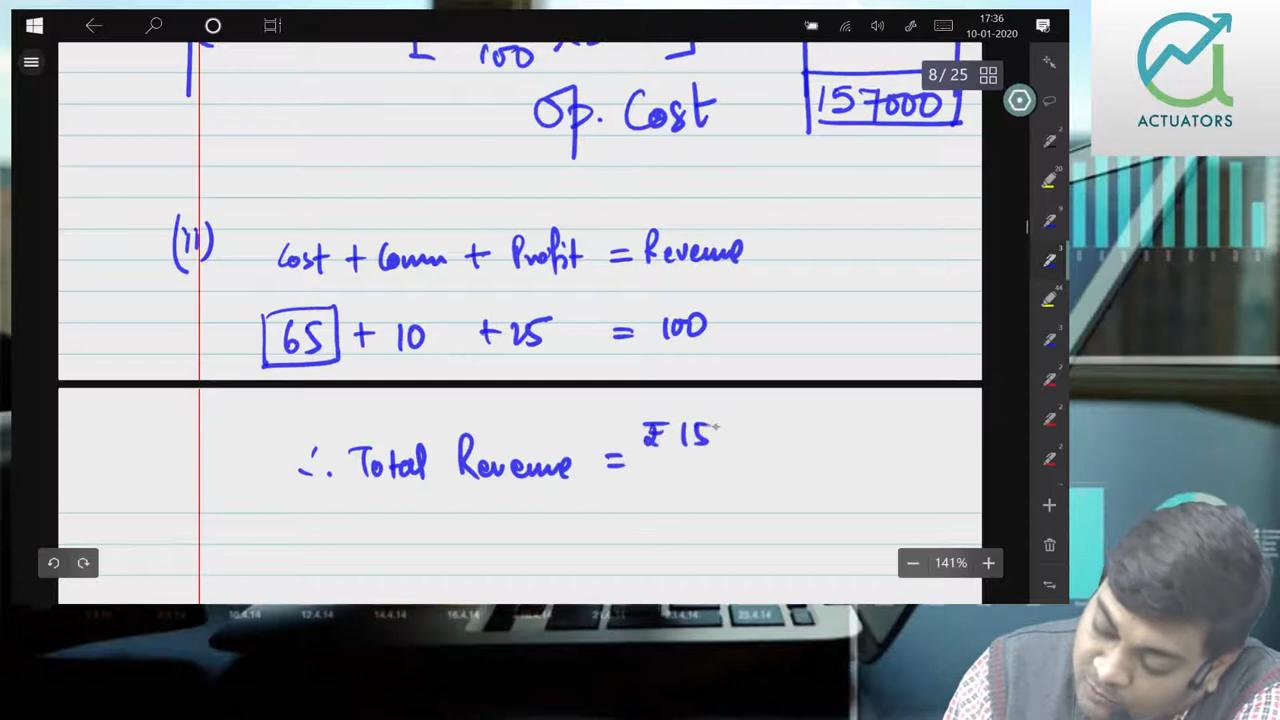 17:36
10-01-2020
100
8/25
Op. Cost
157000
ACTUATORS
(ii)
Cost + Comm + Profit = Revenue
65 + 10 + 25 = 100
∴ Total Revenue = ₹ 15
141%